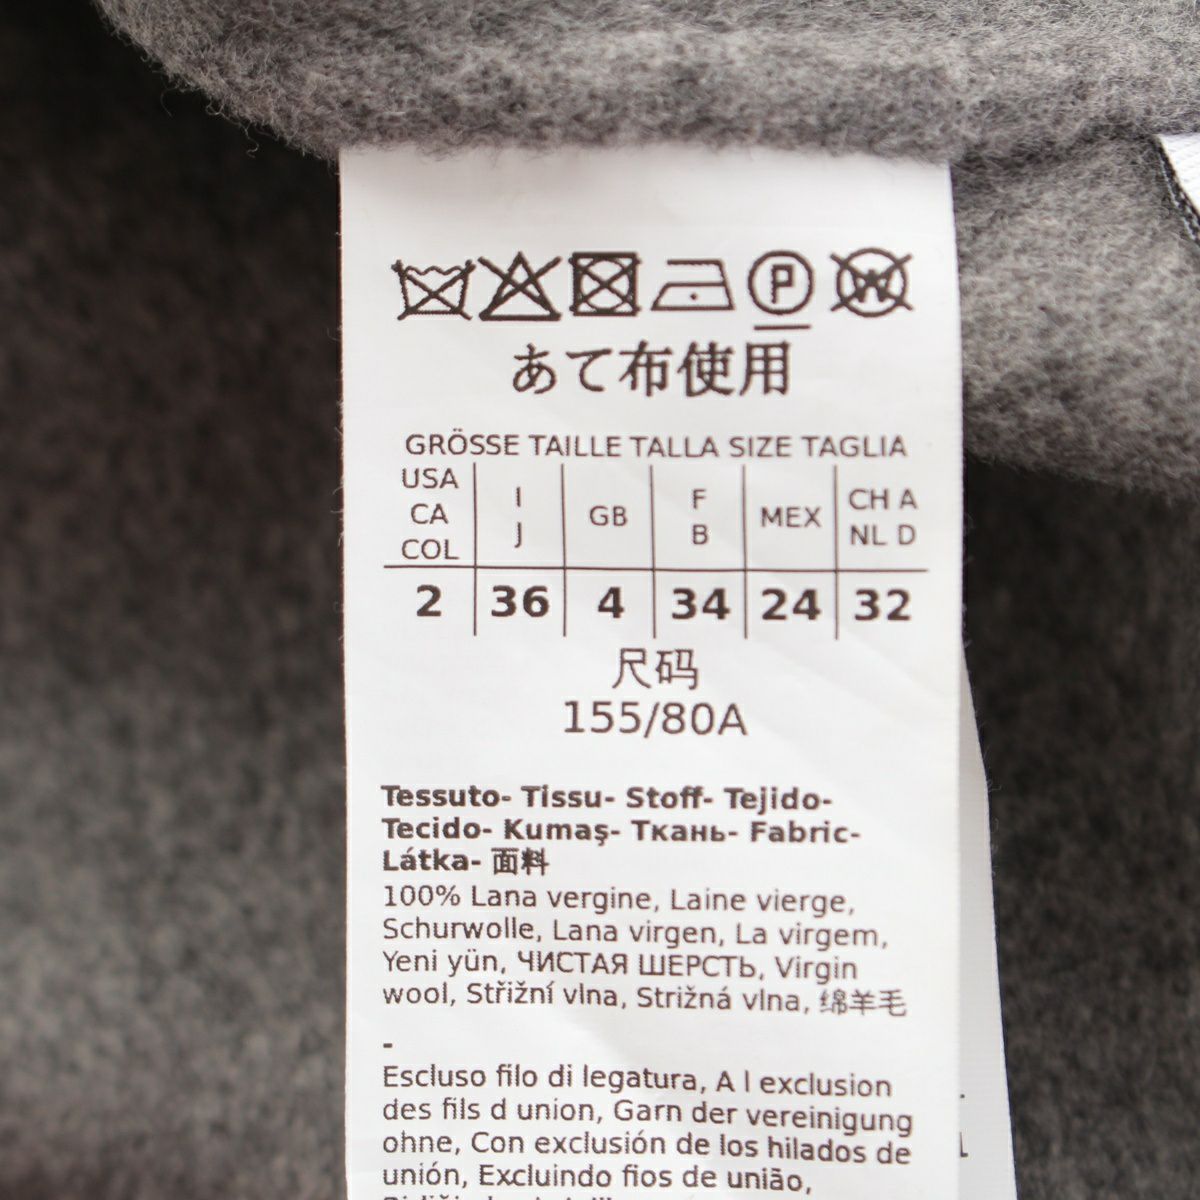 P W
あて布使用
GRÖSSE TAILLE TALLA SIZE TAGLIA
USA CA COL I J GB F B MEX CH A NL D
2 36 4 34 24 32
尺码
155/80A
Tessuto- Tissu- Stoff- Tejido-
Tecido- Kumaş- Ткань- Fabric-
Látka- 面料
100% Lana vergine, Laine vierge,
Schurwolle, Lana virgen, La virgem,
Yeni yün, ЧИСТАЯ ШЕРСТЬ, Virgin
wool, Střižní vlna, Strižná vlna, 绵羊毛
-
Escluso filo di legatura, A l exclusion
des fils d union, Garn der vereinigung
ohne, Con exclusión de los hilados de
unión, Excluindo fios de união,